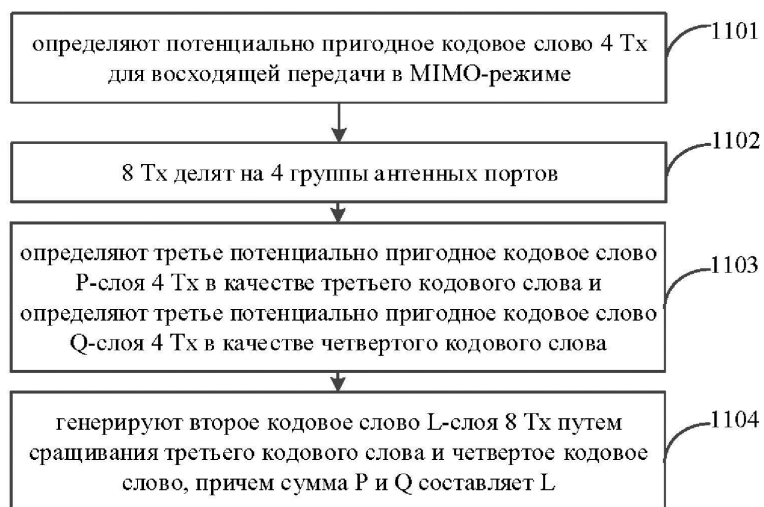 определяют потенциально пригодное кодовое слово 4 Tx
для восходящей передачи в MIMO-режиме
1101
8 Tx делят на 4 группы антенных портов
1102
определяют третье потенциально пригодное кодовое слово
P-слоя 4 Tx в качестве третьего кодового слова и
определяют третье потенциально пригодное кодовое слово
Q-слоя 4 Tx в качестве четвертого кодового слова
1103
генерируют второе кодовое слово L-слоя 8 Tx путем
сращивания третьего кодового слова и четвертое кодовое
слово, причем сумма P и Q составляет L
1104